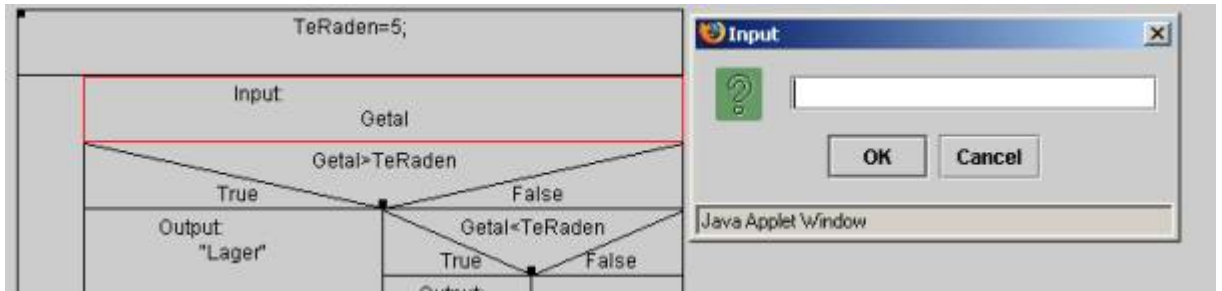 TeRaden=5;
Input:
Getal
Getal>TeRaden
True False
Output:
"Lager"
Getal<TeRaden
True False
Output:
Input
OK Cancel
Java Applet Window